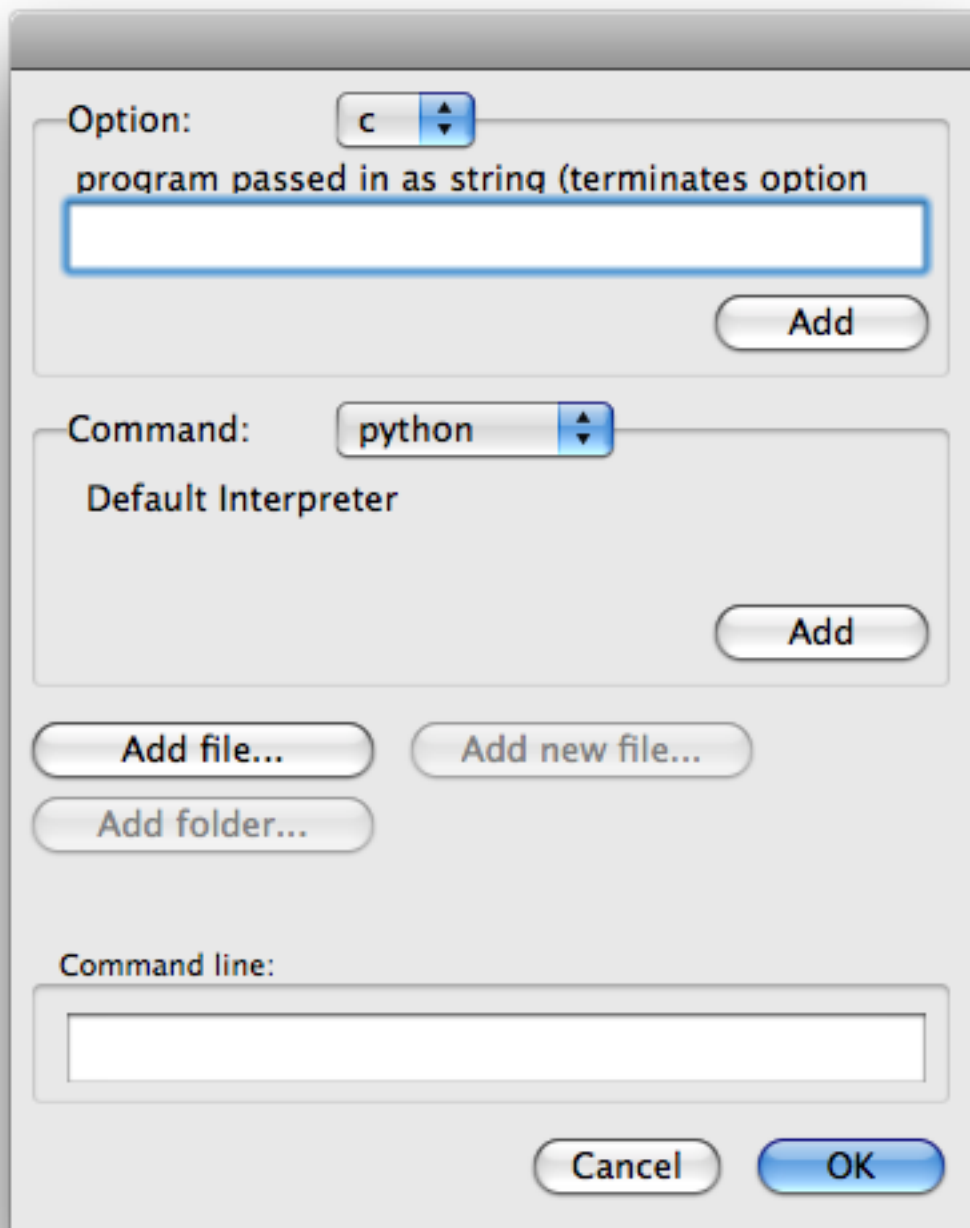 Option:
c
program passed in as string (terminates option
Add
Command:
python
Default Interpreter
Add
Add file...
Add new file...
Add folder...
Command line:
Cancel
OK